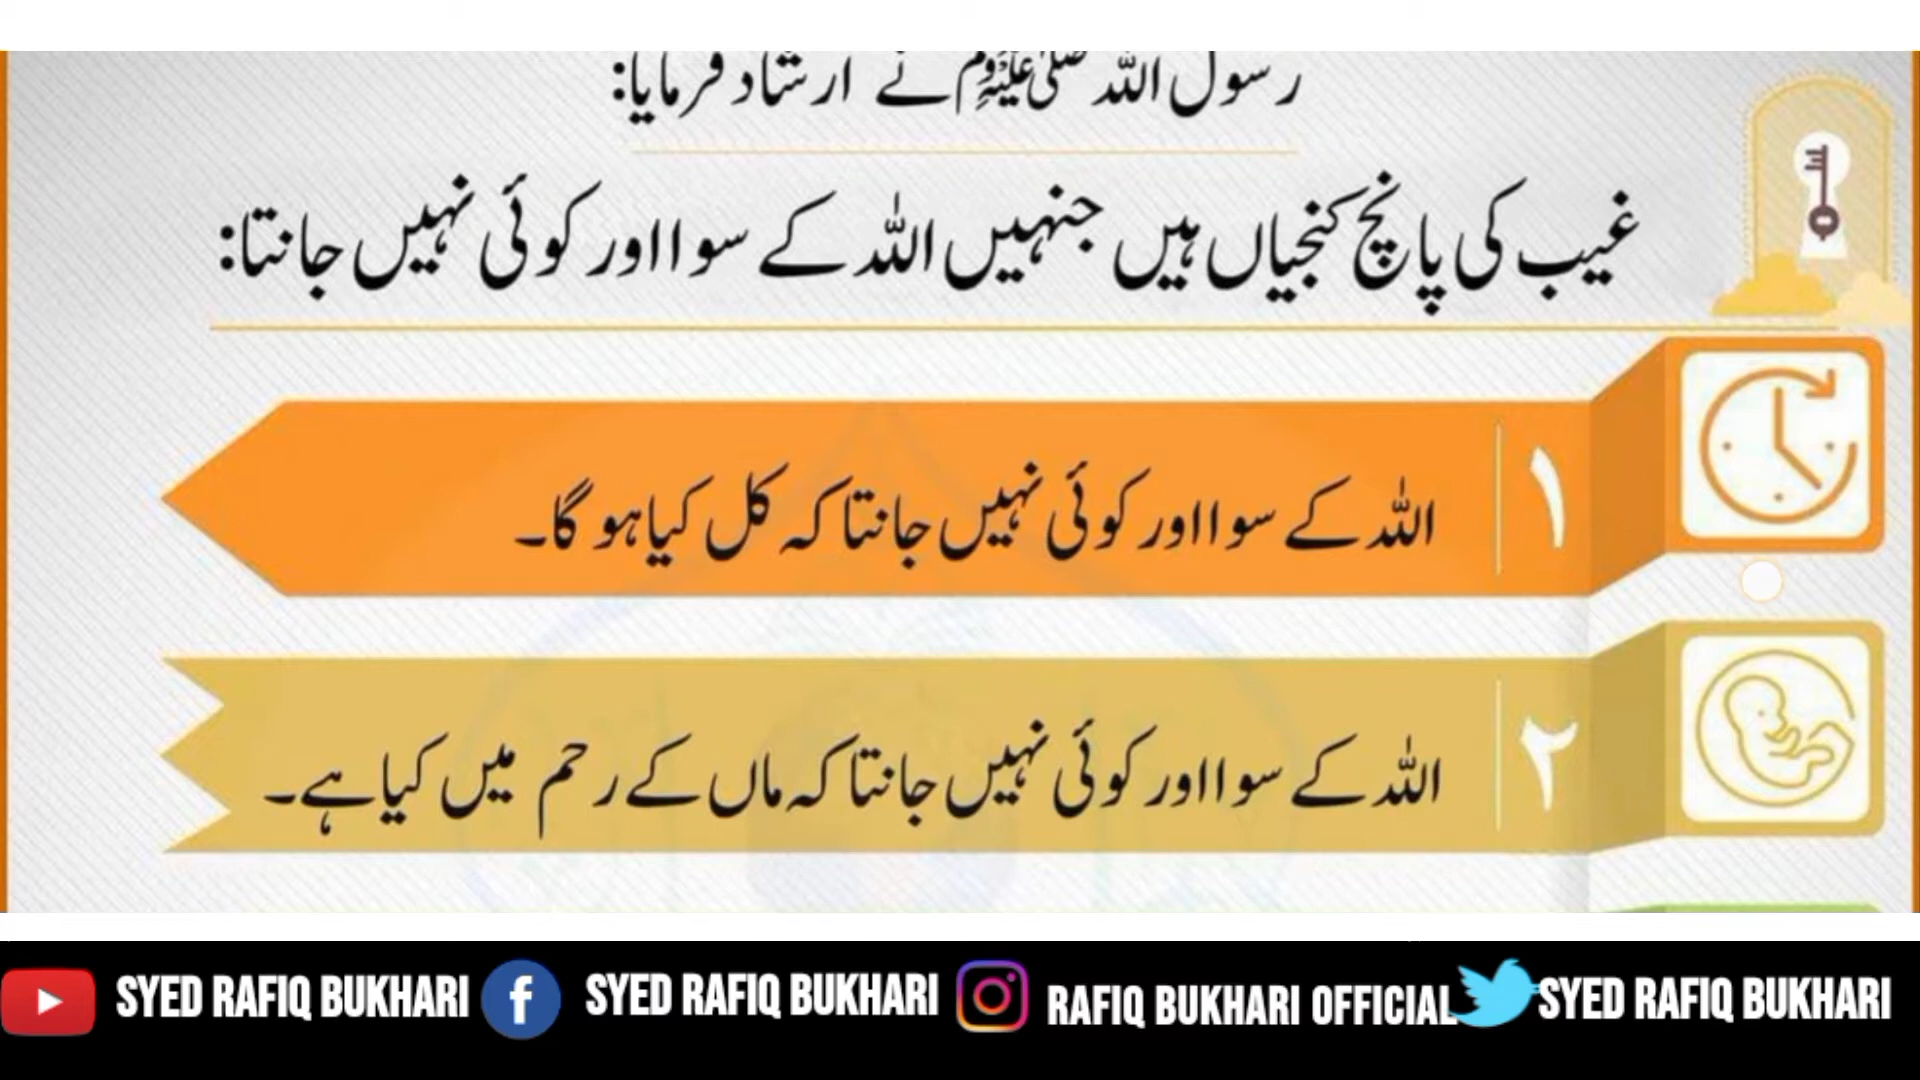 رسول اللہ ﷺ نے ارشاد فرمایا:
غیب کی پانچ کنجیاں ہیں جنہیں اللہ کے سوا اور کوئی نہیں جانتا:
۱ اللہ کے سوا اور کوئی نہیں جانتا کہ کل کیا ہو گا۔
۲ اللہ کے سوا اور کوئی نہیں جانتا کہ ماں کے رحم میں کیا ہے۔
SYED RAFIQ BUKHARI SYED RAFIQ BUKHARI RAFIQ BUKHARI OFFICIAL SYED RAFIQ BUKHARI